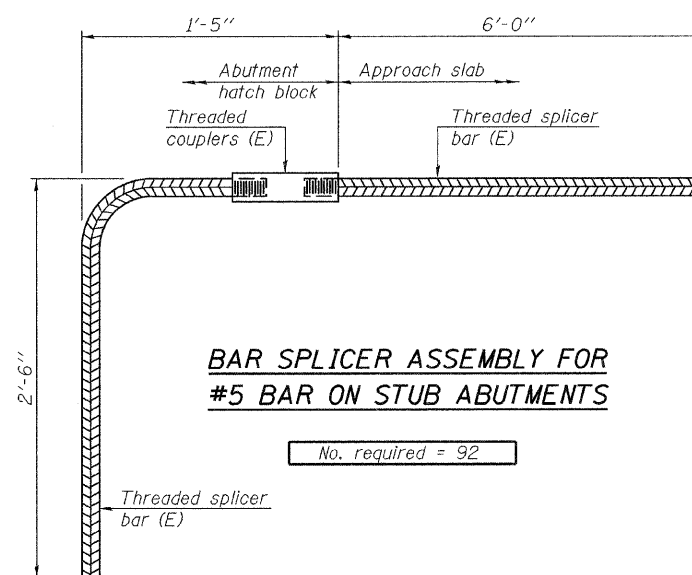 1'-5"
6'-0"
Abutment
hatch block
Approach slab
Threaded
couplers (E)
Threaded splicer
bar (E)
2'-6"
BAR SPLICER ASSEMBLY FOR
#5 BAR ON STUB ABUTMENTS
No. required = 92
Threaded splicer
bar (E)